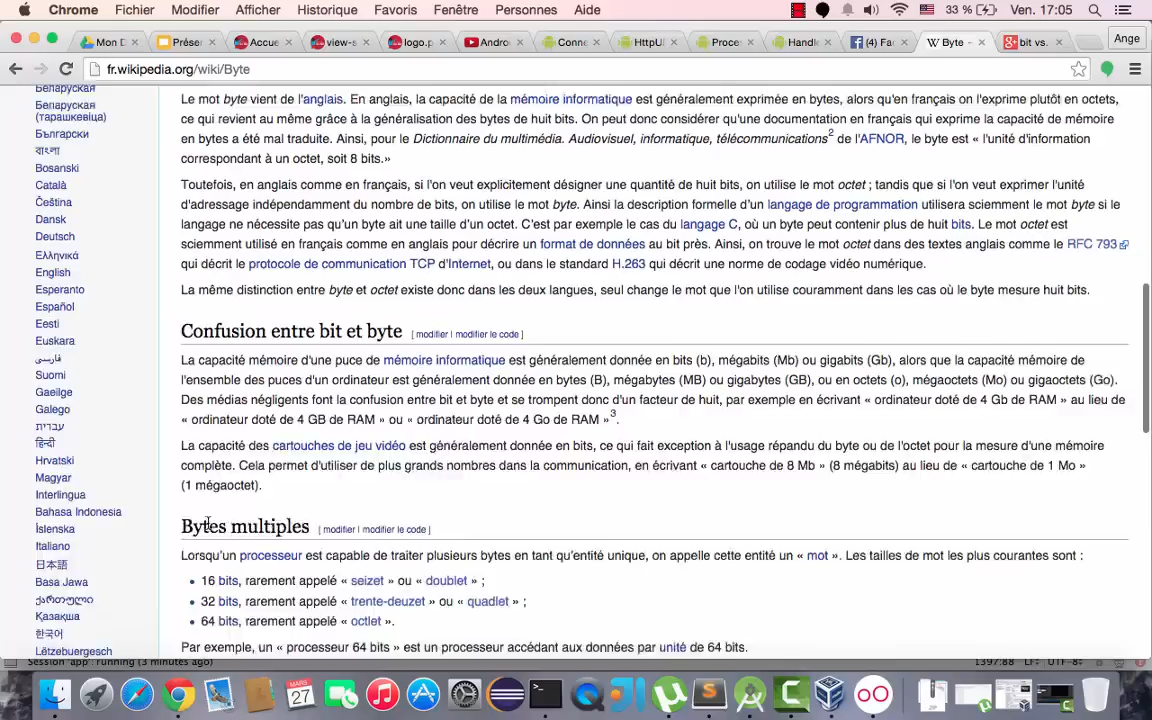 Chrome Fichier Modifier Afficher Historique Favoris Fenêtre Personnes Aide 33 % Ven. 17:05
Mon D Préser Accue view-s logo.p Andro Conne HttpUl Proce Handle (4) Fac Byte - bit vs. Ange
fr.wikipedia.org/wiki/Byte
Беларуская
Беларуская
(тарашкевіца)
Български
বাংলা
Bosanski
Català
Čeština
Dansk
Deutsch
Ελληνικά
English
Esperanto
Español
Eesti
Euskara
فارسی
Suomi
Gaeilge
Galego
עברית
हिन्दी
Hrvatski
Magyar
Interlingua
Bahasa Indonesia
Íslenska
Italiano
日本語
Basa Jawa
ქართული
Қазақша
한국어
Lëtzebuergesch
Le mot byte vient de l'anglais. En anglais, la capacité de la mémoire informatique est généralement exprimée en bytes, alors qu'en français on l'exprime plutôt en octets,
ce qui revient au même grâce à la généralisation des bytes de huit bits. On peut donc considérer qu'une documentation en français qui exprime la capacité de mémoire
en bytes a été mal traduite. Ainsi, pour le Dictionnaire du multimédia. Audiovisuel, informatique, télécommunications2 de l'AFNOR, le byte est « l'unité d'information
correspondant à un octet, soit 8 bits.»
Toutefois, en anglais comme en français, si l'on veut explicitement désigner une quantité de huit bits, on utilise le mot octet ; tandis que si l'on veut exprimer l'unité
d'adressage indépendamment du nombre de bits, on utilise le mot byte. Ainsi la description formelle d'un langage de programmation utilisera sciemment le mot byte si le
langage ne nécessite pas qu'un byte ait une taille d'un octet. C'est par exemple le cas du langage C, où un byte peut contenir plus de huit bits. Le mot octet est
sciemment utilisé en français comme en anglais pour décrire un format de données au bit près. Ainsi, on trouve le mot octet dans des textes anglais comme le RFC 793
qui décrit le protocole de communication TCP d'Internet, ou dans le standard H.263 qui décrit une norme de codage vidéo numérique.
La même distinction entre byte et octet existe donc dans les deux langues, seul change le mot que l'on utilise couramment dans les cas où le byte mesure huit bits.
Confusion entre bit et byte [ modifier | modifier le code ]
La capacité mémoire d'une puce de mémoire informatique est généralement donnée en bits (b), mégabits (Mb) ou gigabits (Gb), alors que la capacité mémoire de
l'ensemble des puces d'un ordinateur est généralement donnée en bytes (B), mégabytes (MB) ou gigabytes (GB), ou en octets (o), mégaoctets (Mo) ou gigaoctets (Go).
Des médias négligents font la confusion entre bit et byte et se trompent donc d'un facteur de huit, par exemple en écrivant « ordinateur doté de 4 Gb de RAM » au lieu de
« ordinateur doté de 4 GB de RAM » ou « ordinateur doté de 4 Go de RAM »3.
La capacité des cartouches de jeu vidéo est généralement donnée en bits, ce qui fait exception à l'usage répandu du byte ou de l'octet pour la mesure d'une mémoire
complète. Cela permet d'utiliser de plus grands nombres dans la communication, en écrivant « cartouche de 8 Mb » (8 mégabits) au lieu de « cartouche de 1 Mo »
(1 mégaoctet).
Bytes multiples [ modifier | modifier le code ]
Lorsqu'un processeur est capable de traiter plusieurs bytes en tant qu'entité unique, on appelle cette entité un « mot ». Les tailles de mot les plus courantes sont :
• 16 bits, rarement appelé « seizet » ou « doublet » ;
• 32 bits, rarement appelé « trente-deuzet » ou « quadlet » ;
• 64 bits, rarement appelé « octlet ».
Par exemple, un « processeur 64 bits » est un processeur accédant aux données par unité de 64 bits.
Session 'app': running (3 minutes ago) 1397:88 LF÷ UTF-8÷
MARS
27